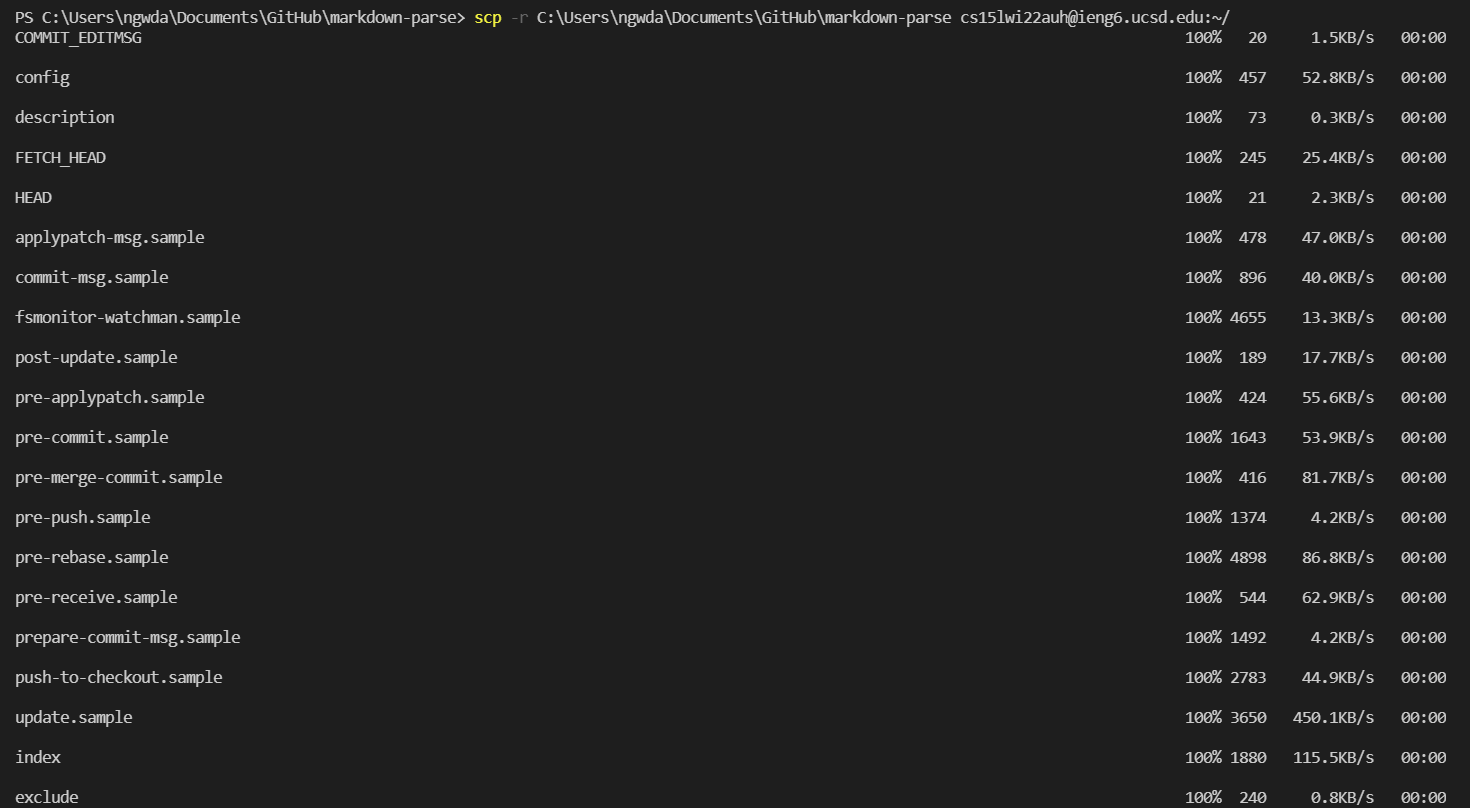 PS C:\Users\ngwda\Documents\GitHub\markdown-parse> scp -r C:\Users\ngwda\Documents\GitHub\markdown-parse cs15lwi22auh@ieng6.ucsd.edu:~/
COMMIT_EDITMSG 100% 20 1.5KB/s 00:00
config 100% 457 52.8KB/s 00:00
description 100% 73 0.3KB/s 00:00
FETCH_HEAD 100% 245 25.4KB/s 00:00
HEAD 100% 21 2.3KB/s 00:00
applypatch-msg.sample 100% 478 47.0KB/s 00:00
commit-msg.sample 100% 896 40.0KB/s 00:00
fsmonitor-watchman.sample 100% 4655 13.3KB/s 00:00
post-update.sample 100% 189 17.7KB/s 00:00
pre-applypatch.sample 100% 424 55.6KB/s 00:00
pre-commit.sample 100% 1643 53.9KB/s 00:00
pre-merge-commit.sample 100% 416 81.7KB/s 00:00
pre-push.sample 100% 1374 4.2KB/s 00:00
pre-rebase.sample 100% 4898 86.8KB/s 00:00
pre-receive.sample 100% 544 62.9KB/s 00:00
prepare-commit-msg.sample 100% 1492 4.2KB/s 00:00
push-to-checkout.sample 100% 2783 44.9KB/s 00:00
update.sample 100% 3650 450.1KB/s 00:00
index 100% 1880 115.5KB/s 00:00
exclude 100% 240 0.8KB/s 00:00